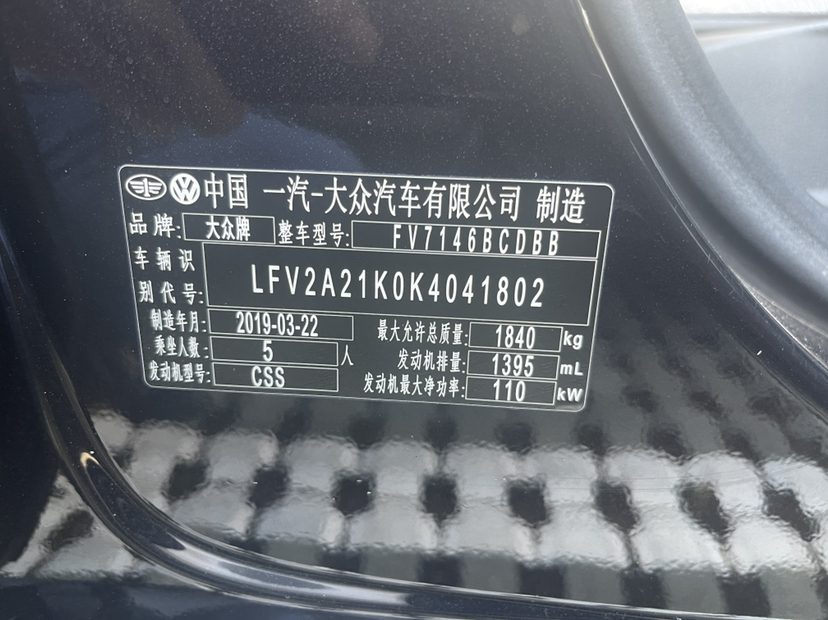 中国 一汽-大众汽车有限公司 制造
品牌: 大众牌 整车型号: FV7146BCDBB
车辆识别代号: LFV2A21K0K4041802
制造年月: 2019-03-22 最大允许总质量: 1840 kg
乘坐人数: 5 人 发动机排量: 1395 mL
发动机型号: CSS 发动机最大净功率: 110 kW